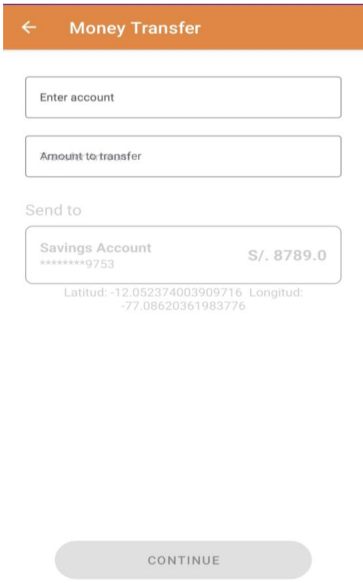 Money Transfer
Enter account
Amount to transfer
Send to
Savings Account
S/. 8789.0
********9753
Latitud: -12.052374003909716 Longitud:
-77.08620361983776
CONTINUE